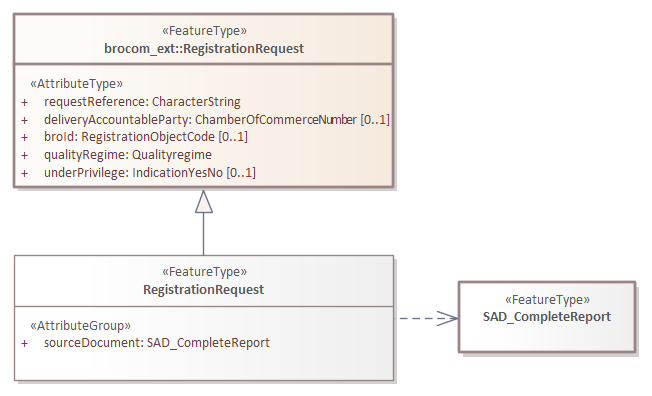 «FeatureType»
brocom_ext::RegistrationRequest
«AttributeType»
+ requestReference: CharacterString
+ deliveryAccountableParty: ChamberOfCommerceNumber [0..1]
+ broId: RegistrationObjectCode [0..1]
+ qualityRegime: Qualityregime
+ underPrivilege: IndicationYesNo [0..1]
«FeatureType»
RegistrationRequest
«AttributeGroup»
+ sourceDocument: SAD_CompleteReport
«FeatureType»
SAD_CompleteReport